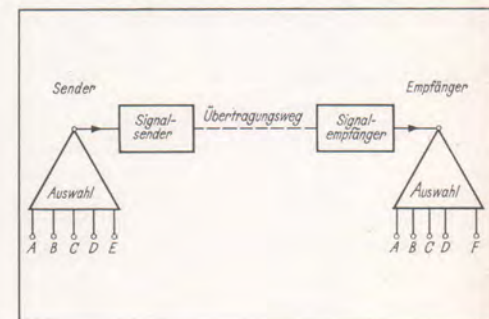 Sender
Empfänger
Signal-
sender
Übertragungsweg
Signal-
empfänger
Auswahl
A B C D E
Auswahl
A B C D F